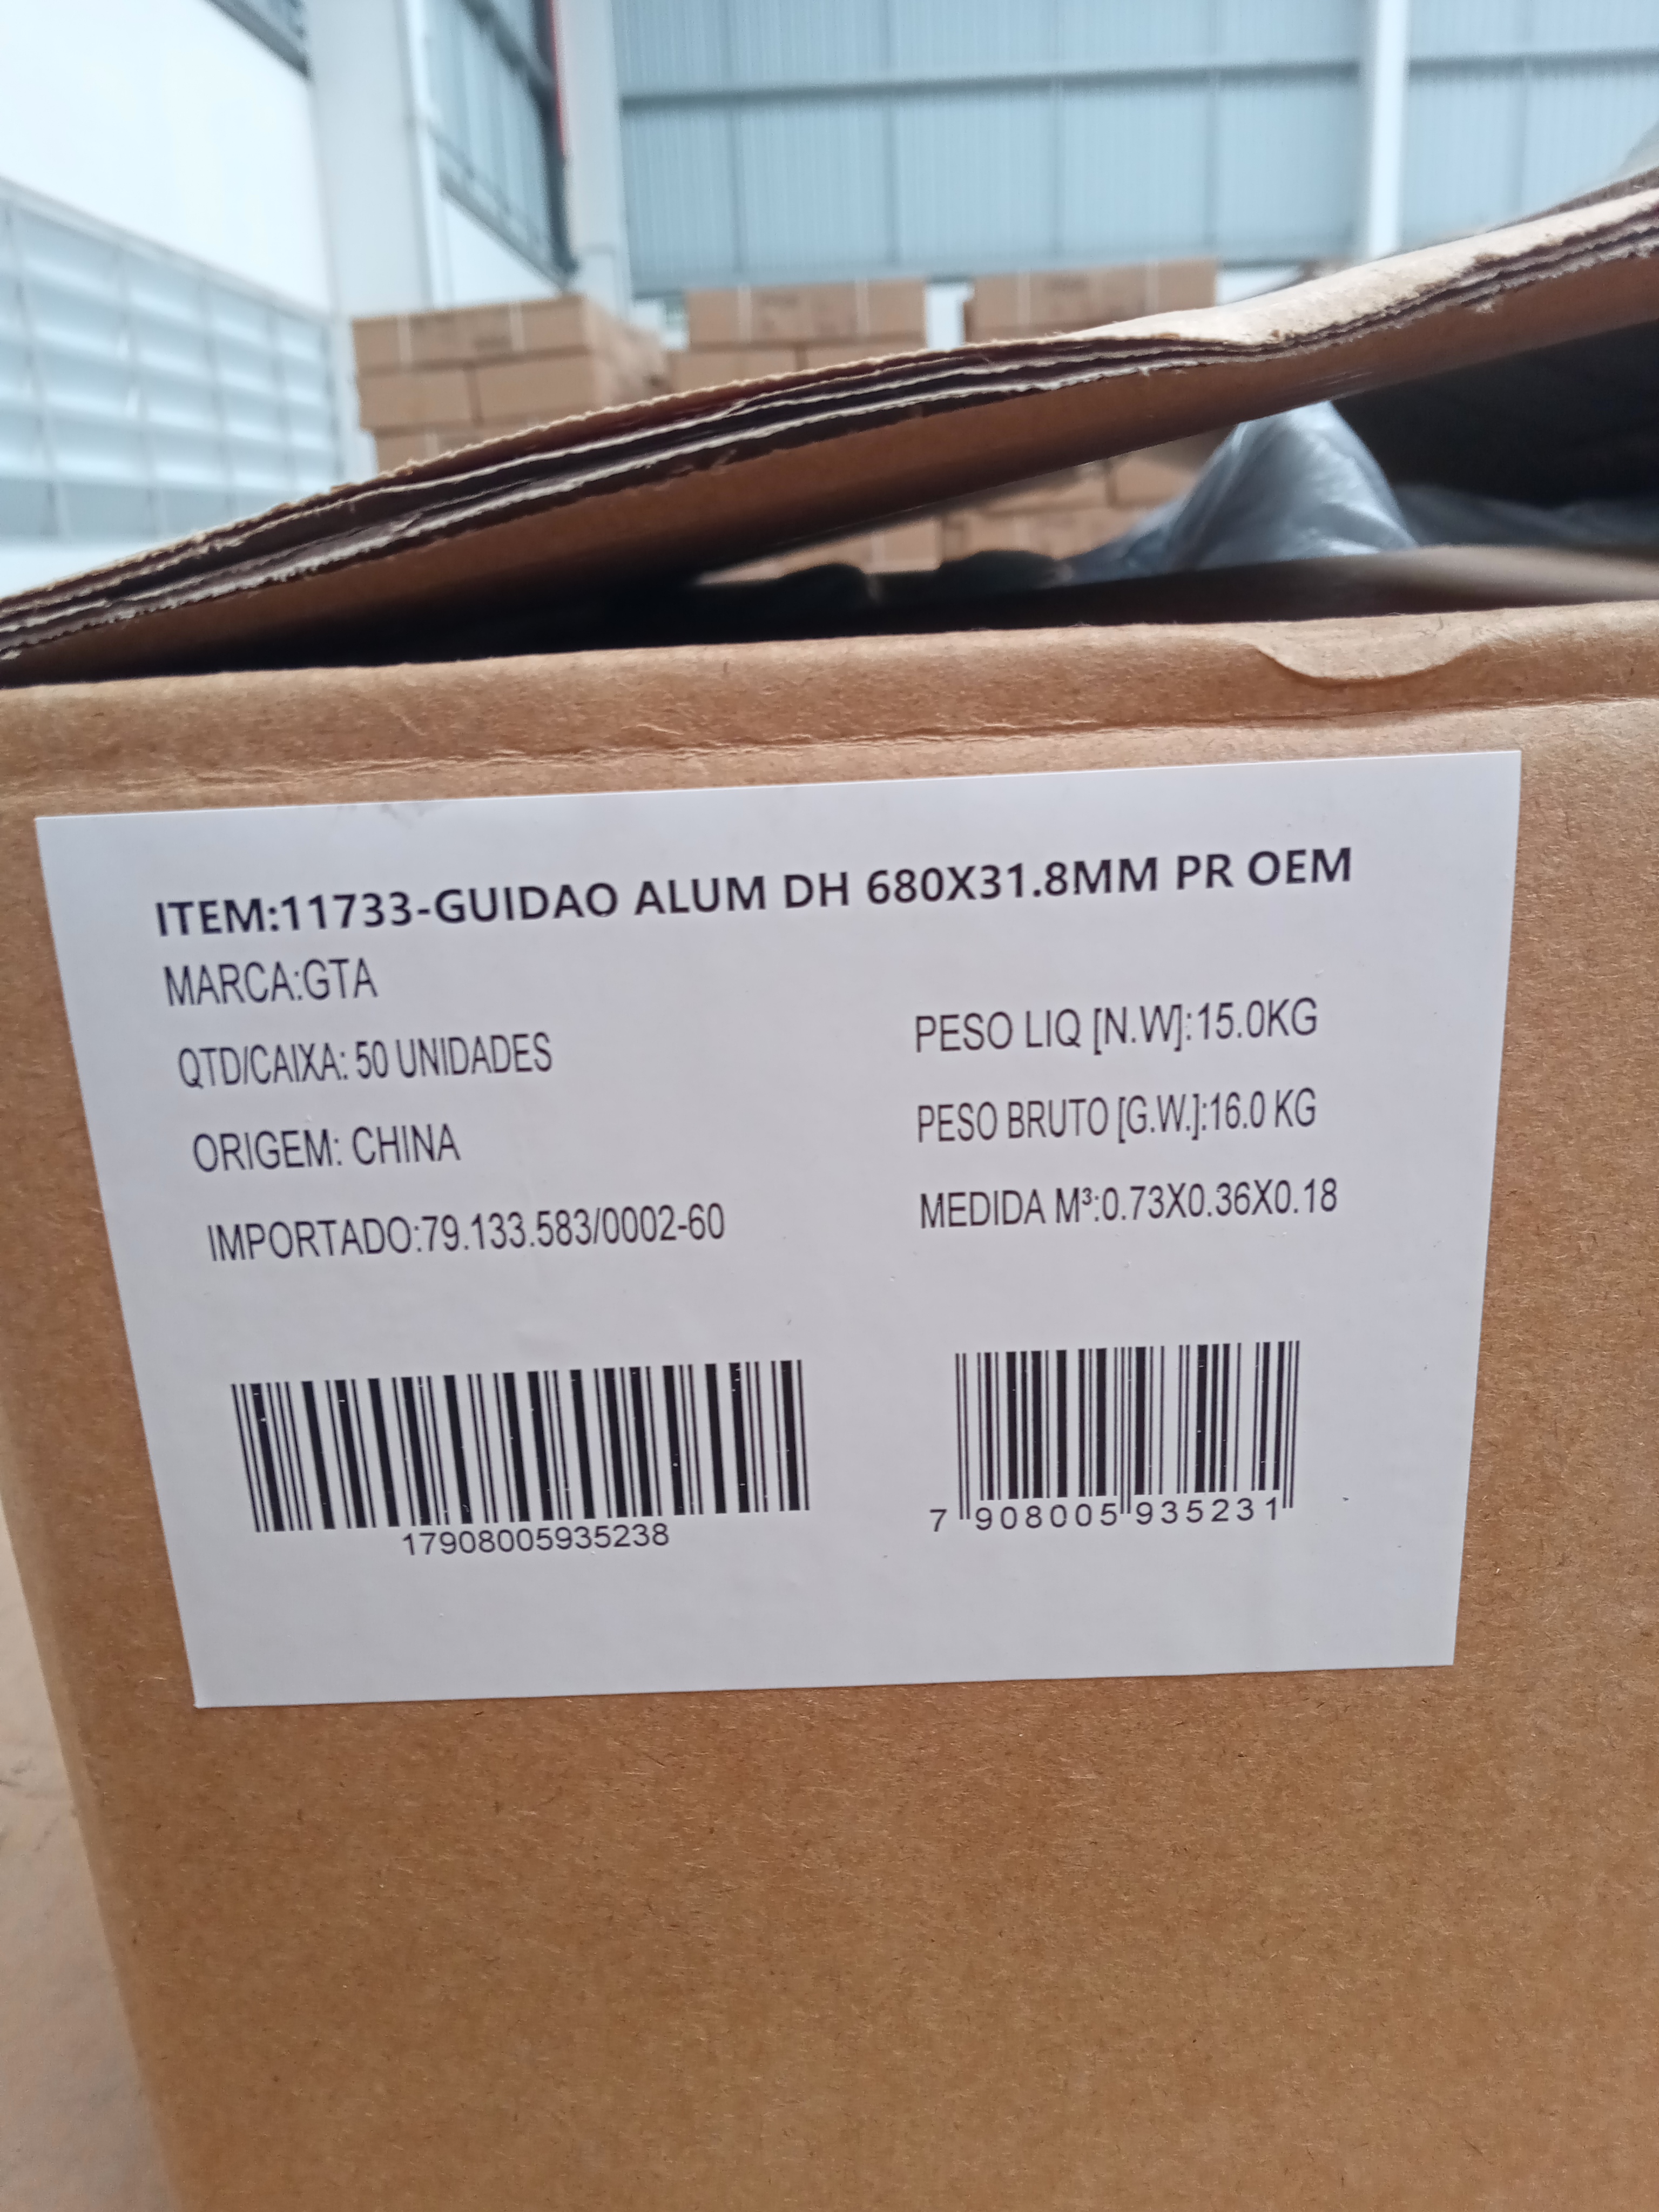 ITEM:11733-GUIDAO ALUM DH 680X31.8MM PR OEM
MARCA:GTA
QTD/CAIXA: 50 UNIDADES
PESO LIQ [N.W]:15.0KG
ORIGEM: CHINA
PESO BRUTO [G.W.]:16.0 KG
IMPORTADO:79.133.583/0002-60
MEDIDA M³:0.73X0.36X0.18
17908005935238
7 908005 935231